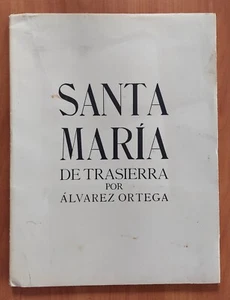 SANTA
MARÍA
DE TRASIERRA
POR
ÁLVAREZ ORTEGA